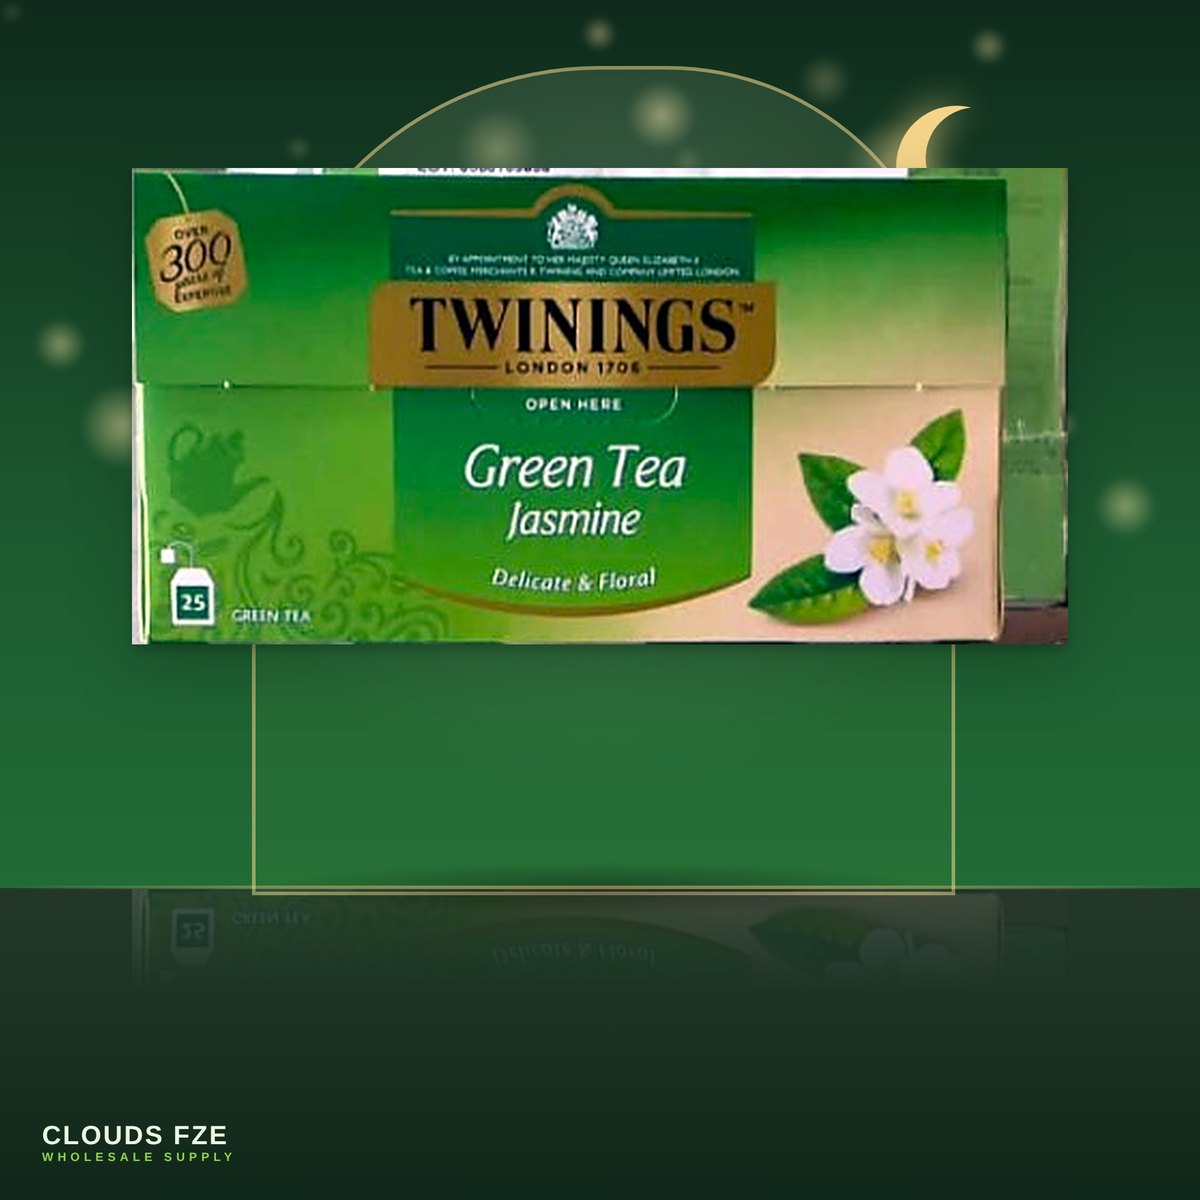 OVER
300
years of
EXPERTISE
BY APPOINTMENT TO HER MAJESTY QUEEN ELIZABETH II
TEA & COFFEE MERCHANTS R. TWINING AND COMPANY LIMITED, LONDON
TWININGS™
LONDON 1706
OPEN HERE
Green Tea
Jasmine
Delicate & Floral
25
GREEN TEA
CLOUDS FZE
WHOLESALE SUPPLY